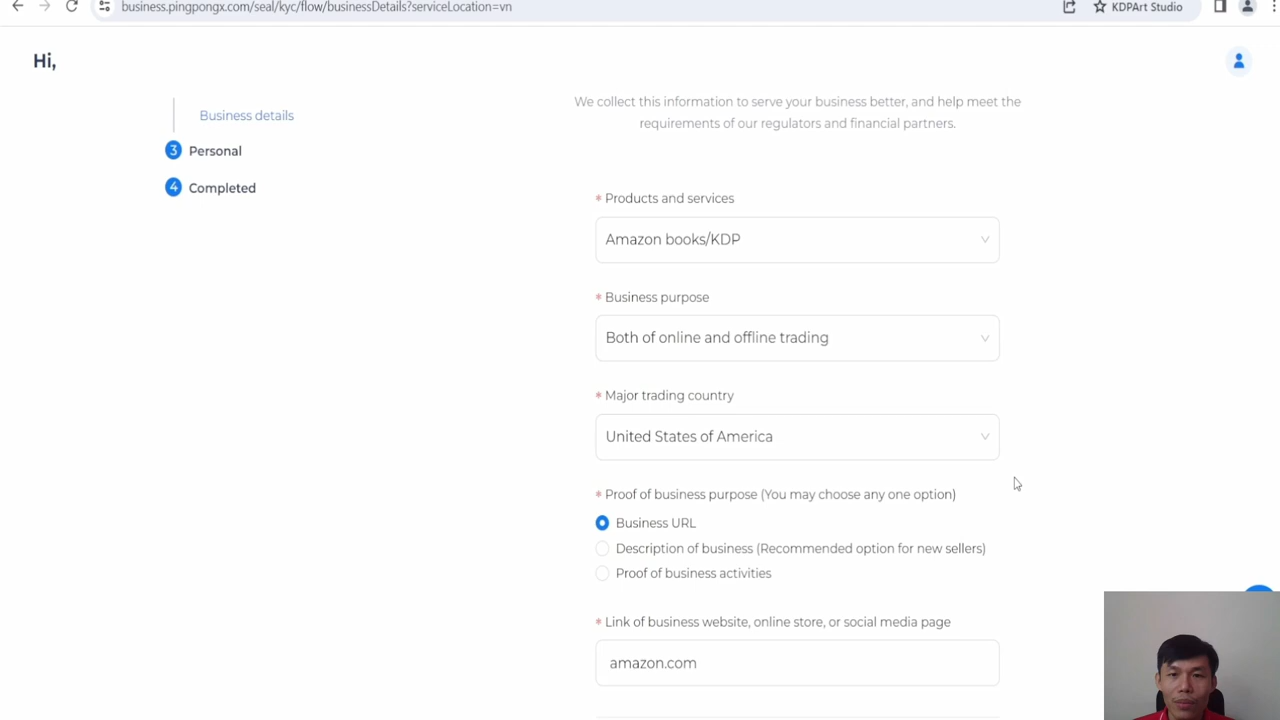 business.pingpongx.com/seal/kyc/flow/businessDetails?serviceLocation=vn
KDPArt Studio
Hi,
We collect this information to serve your business better, and help meet the
requirements of our regulators and financial partners.
Business details
3 Personal
4 Completed
* Products and services
Amazon books/KDP
* Business purpose
Both of online and offline trading
* Major trading country
United States of America
* Proof of business purpose (You may choose any one option)
Business URL
Description of business (Recommended option for new sellers)
Proof of business activities
* Link of business website, online store, or social media page
amazon.com